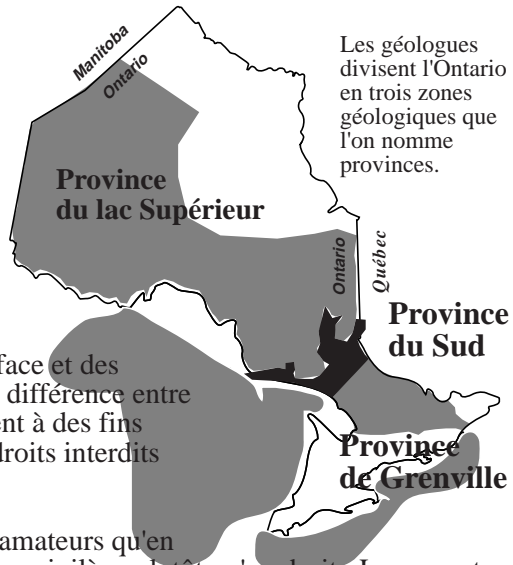 Manitoba
Ontario
Les géologues
divisent l'Ontario
en trois zones
géologiques que
l'on nomme
provinces.
Province
du lac Supérieur
Ontario
Québec
Province
du Sud
face et des
différence entre
ent à des fins
droits interdits
Province
de Grenville
amateurs qu'en